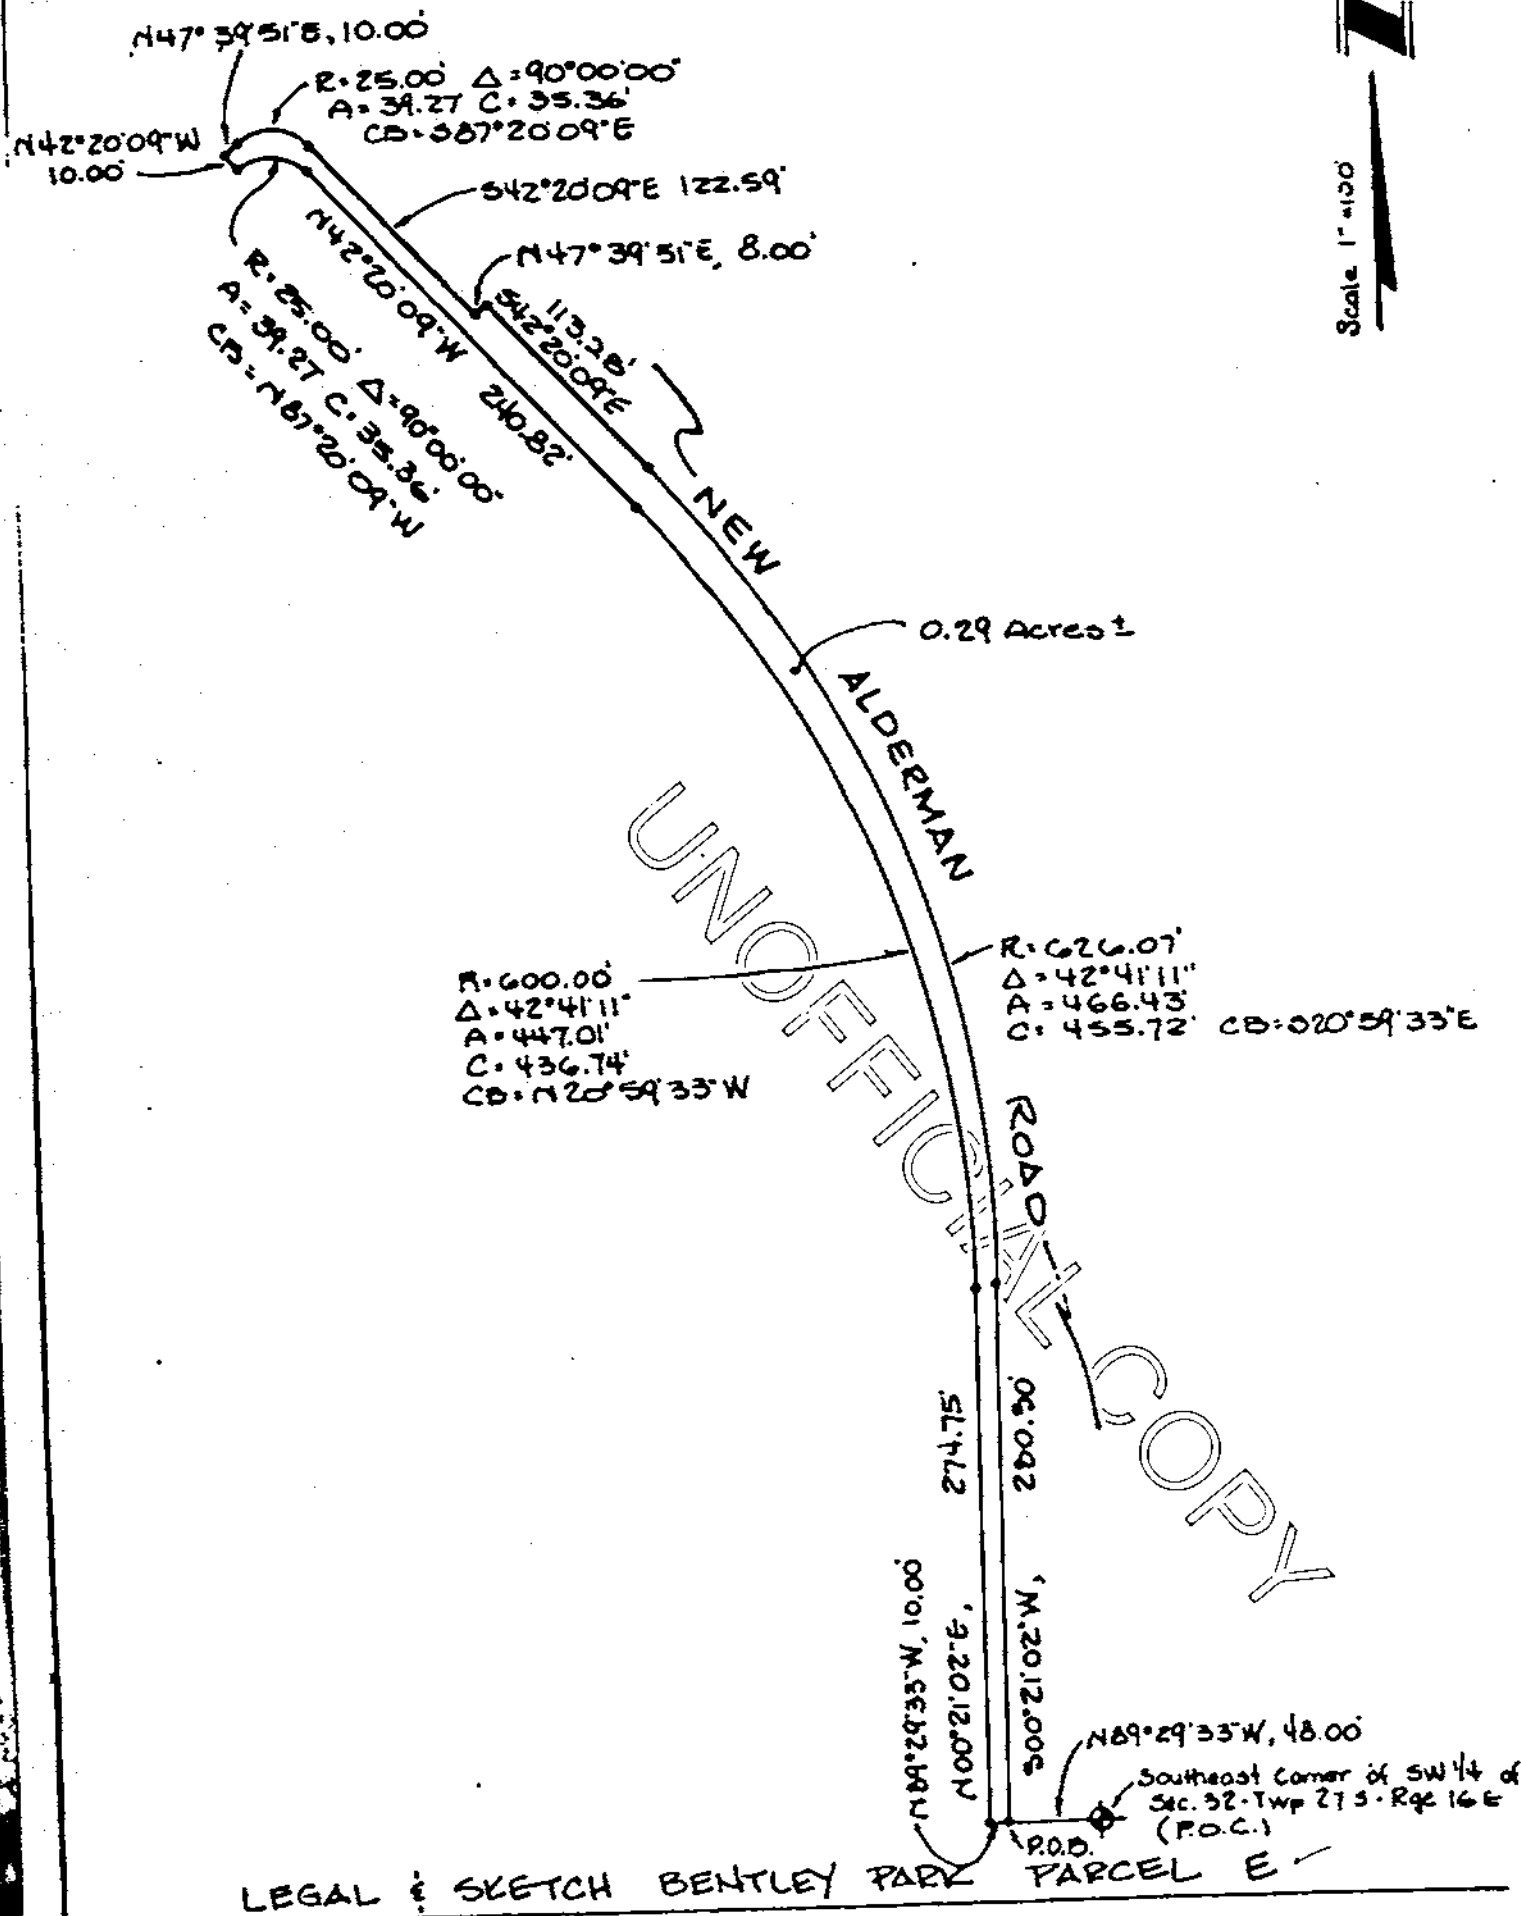 N47°39'51"E, 10.00'
R=25.00' Δ=90°00'00"
A=39.27 C=35.36'
CB=S87°20'09"E
N42°20'09"W
10.00'
S42°20'09"E 122.59'
N47°39'51"E, 8.00'
113.28'
S42°20'09"E
N42°20'09"W 240.82'
R=25.00' Δ=90°00'00"
A=39.27 C=35.36'
CB=N87°20'09"W
Scale 1"=100'
NEW
ALDERMAN
ROAD
0.29 Acres±
UNOFFICIAL COPY
R=600.00'
Δ=42°41'11"
A=447.01'
C=436.74'
CB=N20°59'33"W
R=626.07'
Δ=42°41'11"
A=466.43'
C=455.72' CB=S20°59'33"E
274.75
N00°21'02"E,
280.50'
S00°21'02"W,
N89°29'33"W, 10.00'
N89°29'33"W, 48.00'
Southeast Corner of SW 1/4 of
Sec. 32-Twp 27S-Rge 16E
(P.O.C.)
P.O.B.
LEGAL & SKETCH BENTLEY PARK PARCEL E